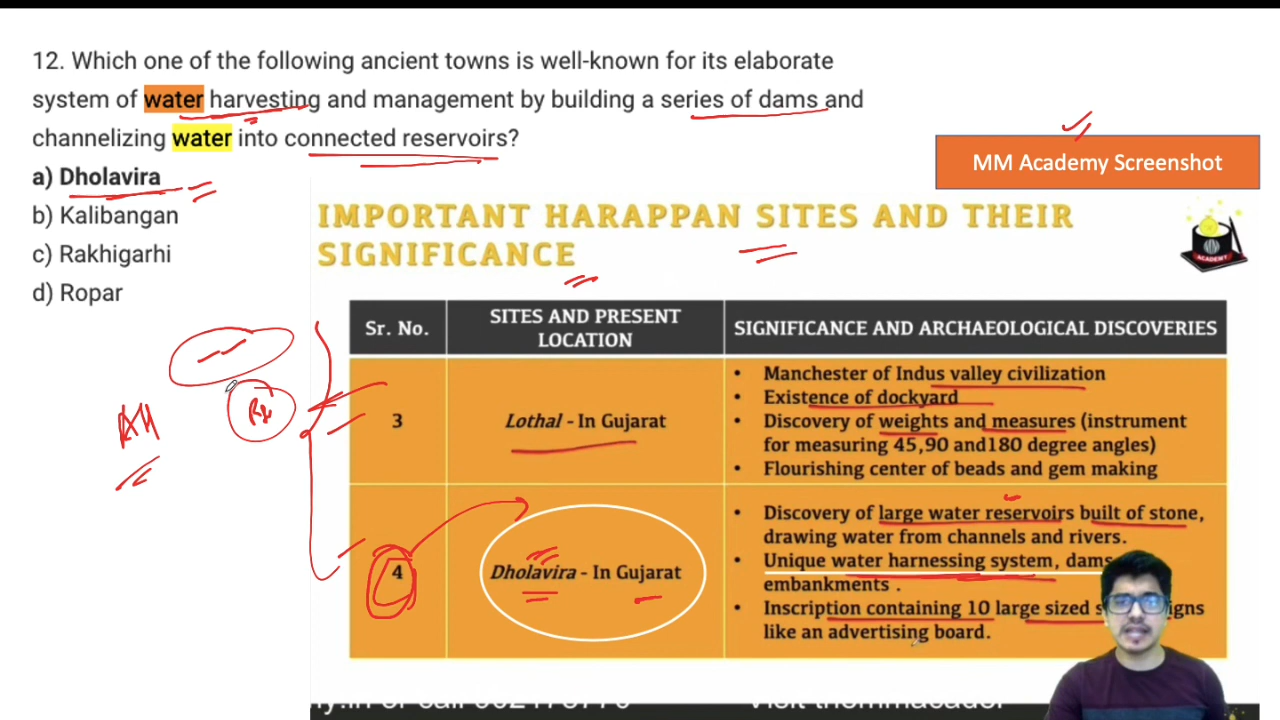 12. Which one of the following ancient towns is well-known for its elaborate
system of water harvesting and management by building a series of dams and
channelizing water into connected reservoirs?
a) Dholavira
b) Kalibangan
c) Rakhigarhi
d) Ropar
MM Academy Screenshot
IMPORTANT HARAPPAN SITES AND THEIR
SIGNIFICANCE
ACADEMY
Sr. No.
SITES AND PRESENT
LOCATION
SIGNIFICANCE AND ARCHAEOLOGICAL DISCOVERIES
3
Lothal - In Gujarat
• Manchester of Indus valley civilization
• Existence of dockyard
• Discovery of weights and measures (instrument
for measuring 45,90 and180 degree angles)
• Flourishing center of beads and gem making
4
Dholavira - In Gujarat
• Discovery of large water reservoirs built of stone,
drawing water from channels and rivers.
• Unique water harnessing system, dams
embankments .
• Inscription containing 10 large sized
like an advertising board.